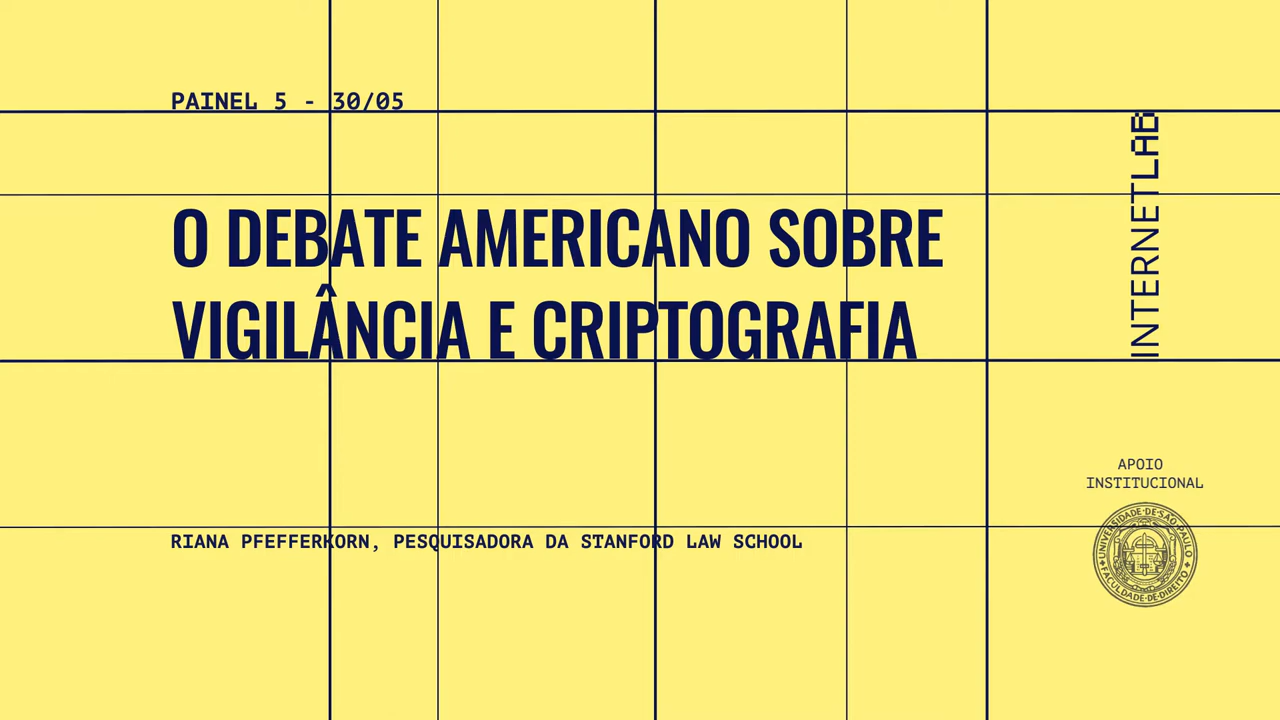 PAINEL 5 - 30/05
O DEBATE AMERICANO SOBRE
VIGILÂNCIA E CRIPTOGRAFIA
RIANA PFEFFERKORN, PESQUISADORA DA STANFORD LAW SCHOOL
INTERNETLAB
APOIO
INSTITUCIONAL
UNIVERSIDADE·DE·SÃO·PAULO
FACULDADE·DE·DIREITO